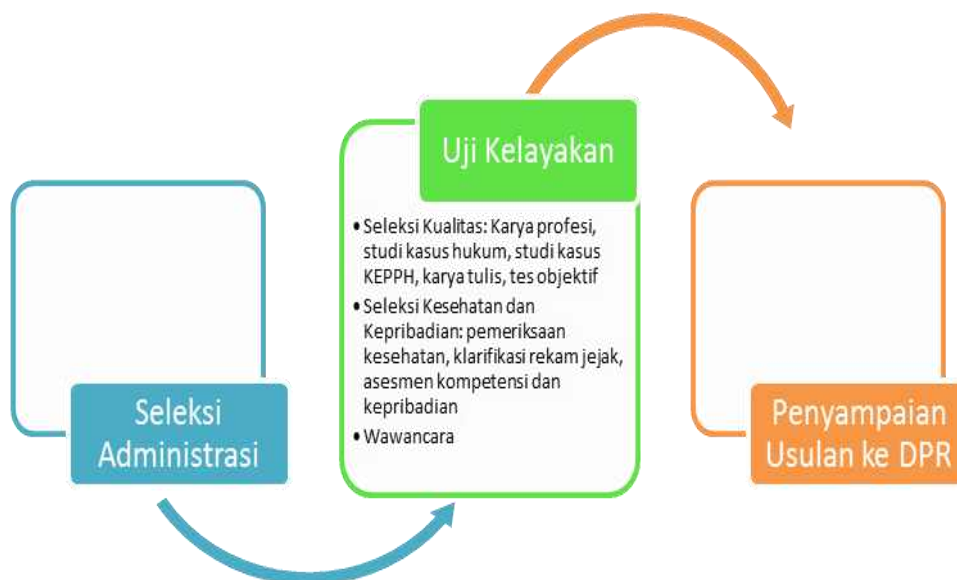 Seleksi
Administrasi
Uji Kelayakan
• Seleksi Kualitas: Karya profesi,
studi kasus hukum, studi kasus
KEPPH, karya tulis, tes objektif
• Seleksi Kesehatan dan
Kepribadian: pemeriksaan
kesehatan, klarifikasi rekam jejak,
asesmen kompetensi dan
kepribadian
• Wawancara
Penyampaian
Usulan ke DPR